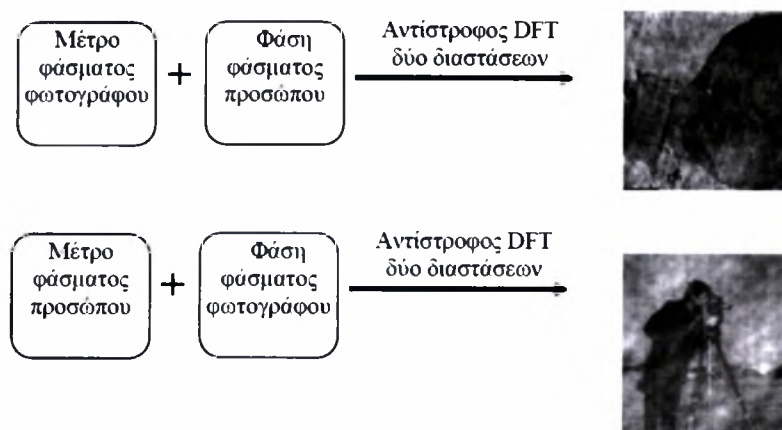 Μέτρο
φάσματος
φωτογράφου
+
Φάση
φάσματος
προσώπου
Αντίστροφος DFT
δύο διαστάσεων
Μέτρο
φάσματος
προσώπου
+
Φάση
φάσματος
φωτογράφου
Αντίστροφος DFT
δύο διαστάσεων